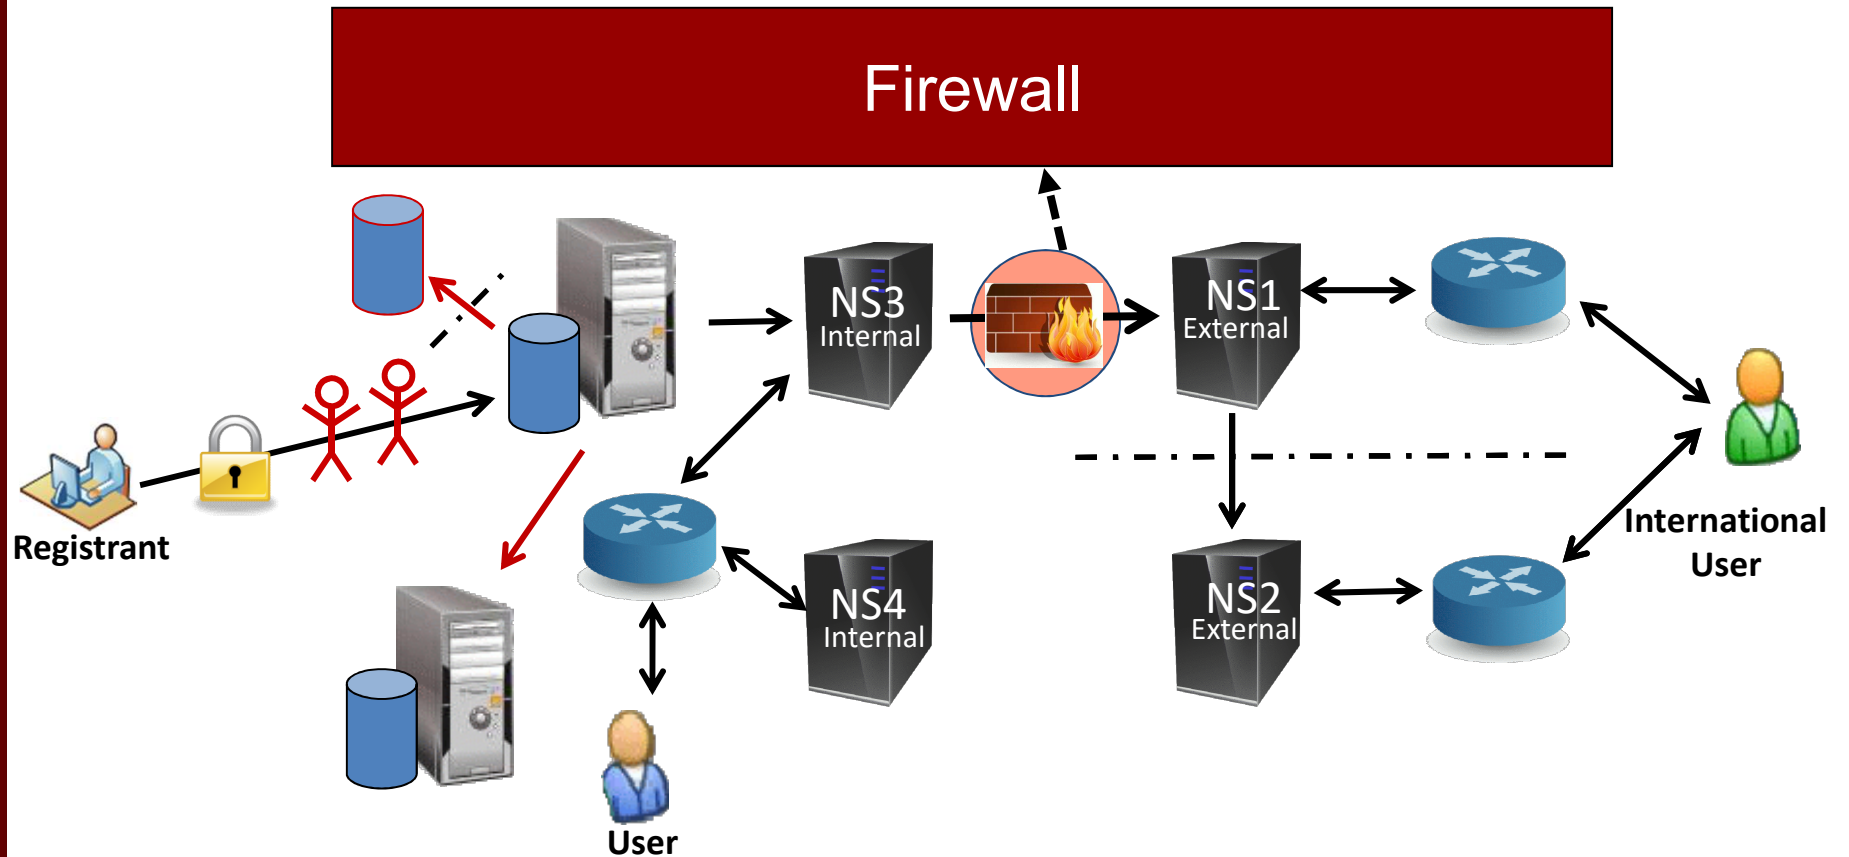 Firewall
NS3
Internal
NS1
External
Registrant
International
User
NS4
Internal
NS2
External
User